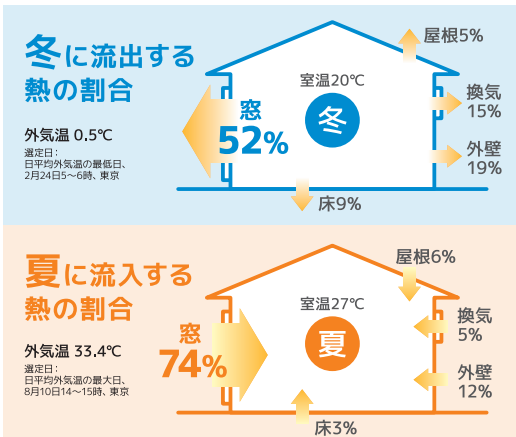 冬に流出する
熱の割合
外気温 0.5℃
選定日：
日平均外気温の最低日、
2月24日5～6時、東京
屋根5%
室温20℃
冬
窓
52%
換気
15%
外壁
19%
床9%
夏に流入する
熱の割合
外気温 33.4℃
選定日：
日平均外気温の最大日、
8月10日14～15時、東京
屋根6%
室温27℃
夏
窓
74%
換気
5%
外壁
12%
床3%